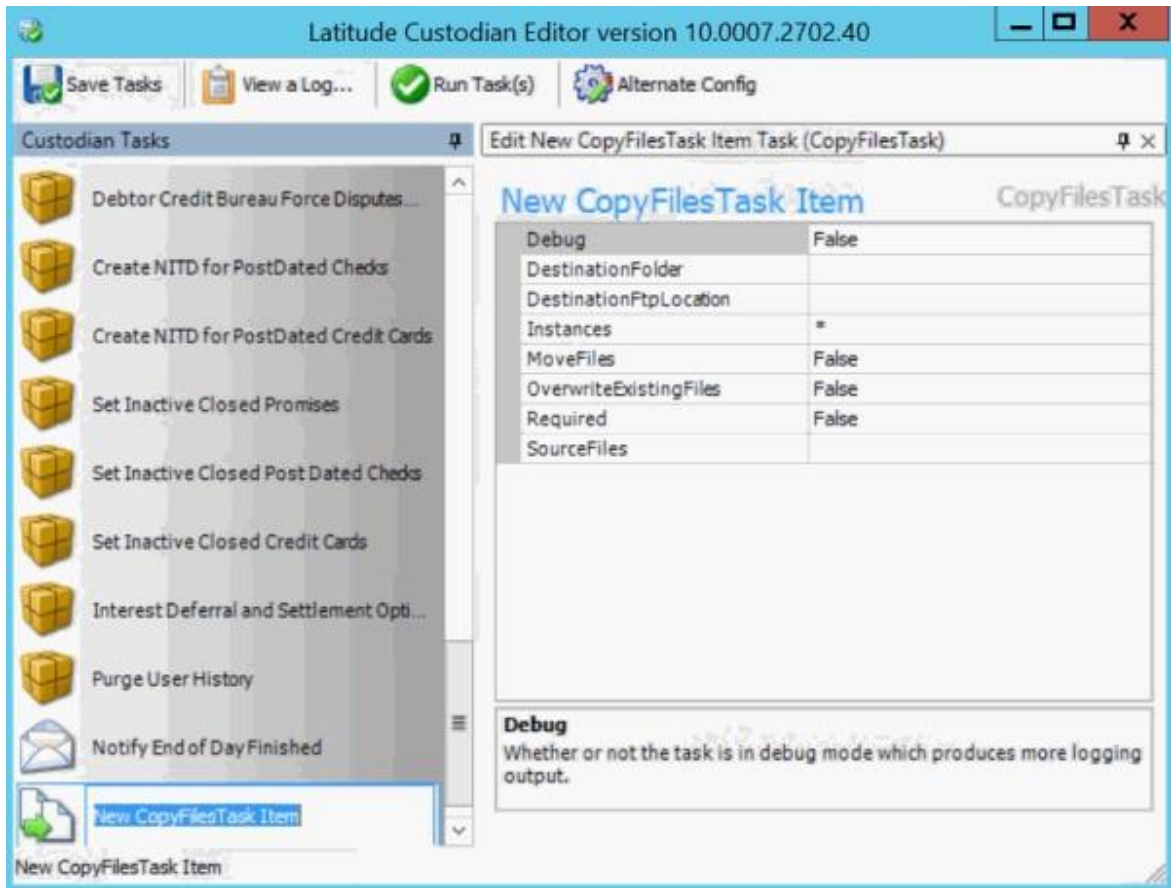 Latitude Custodian Editor version 10.0007.2702.40
Save Tasks View a Log... Run Task(s) Alternate Config
Custodian Tasks
Debtor Credit Bureau Force Disputes...
Create NITD for PostDated Checks
Create NITD for PostDated Credit Cards
Set Inactive Closed Promises
Set Inactive Closed Post Dated Checks
Set Inactive Closed Credit Cards
Interest Deferral and Settlement Opti...
Purge User History
Notify End of Day Finished
New CopyFilesTask Item
New CopyFilesTask Item
Edit New CopyFilesTask Item Task (CopyFilesTask)
New CopyFilesTask Item CopyFilesTask
Debug False
DestinationFolder
DestinationFtpLocation
Instances *
MoveFiles False
OverwriteExistingFiles False
Required False
SourceFiles
Debug
Whether or not the task is in debug mode which produces more logging
output.